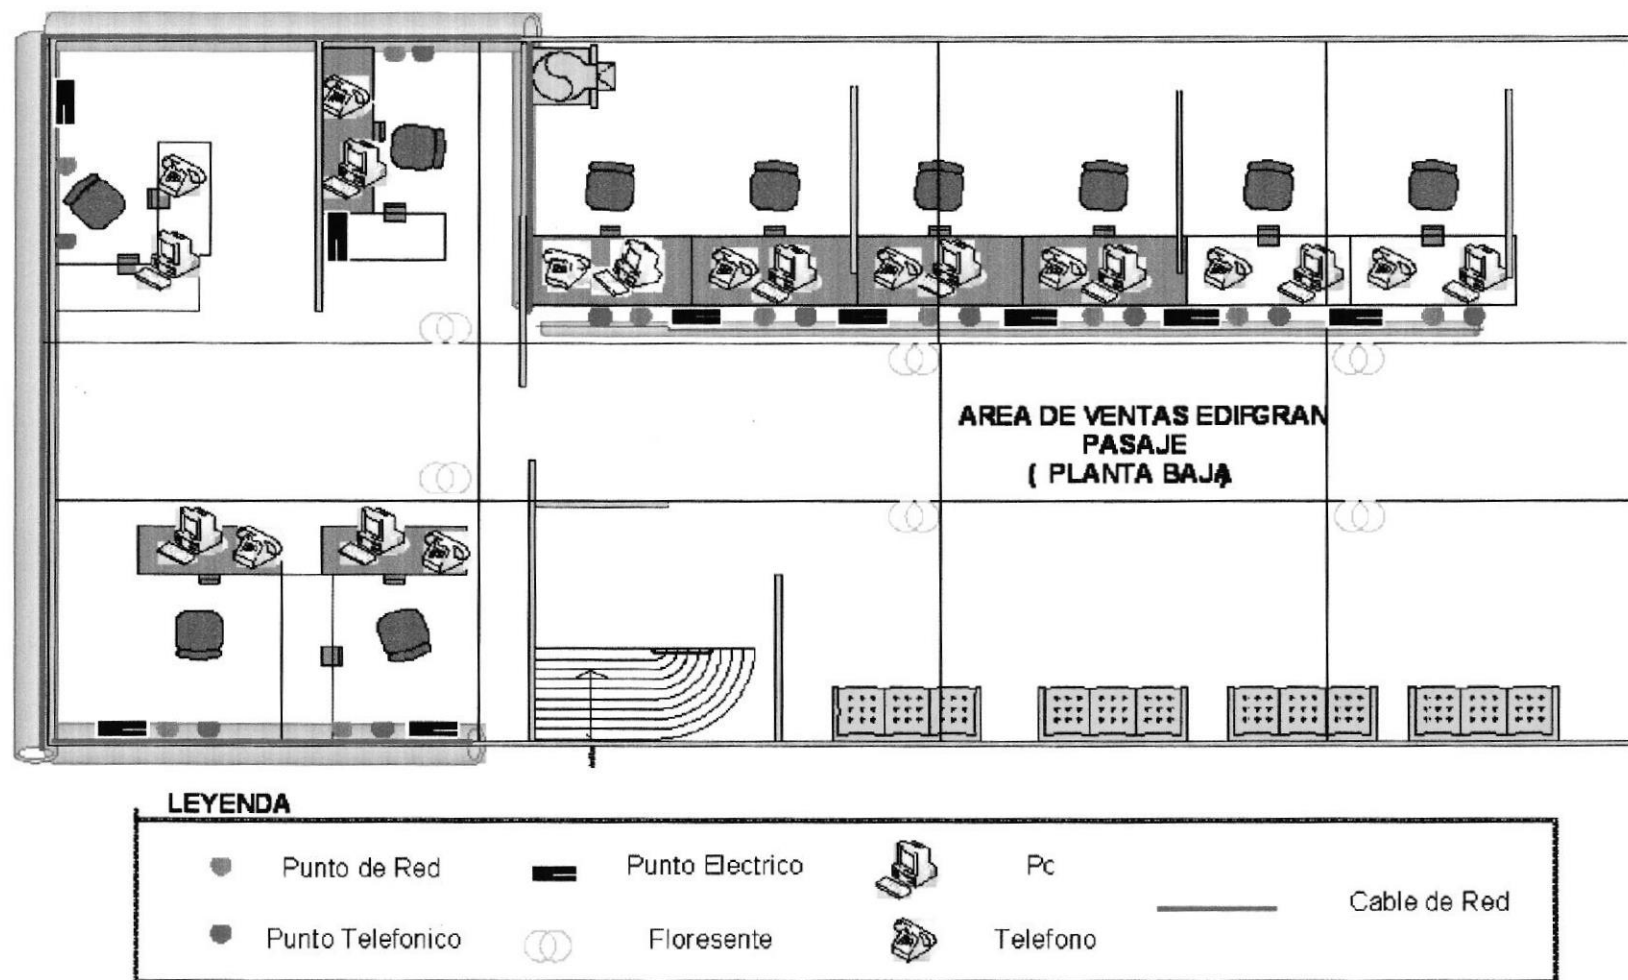 AREA DE VENTAS EDIFGRAN
PASAJE
( PLANTA BAJA)
LEYENDA
Punto de Red
Punto Electrico
Pc
Cable de Red
Punto Telefonico
Floresente
Telefono